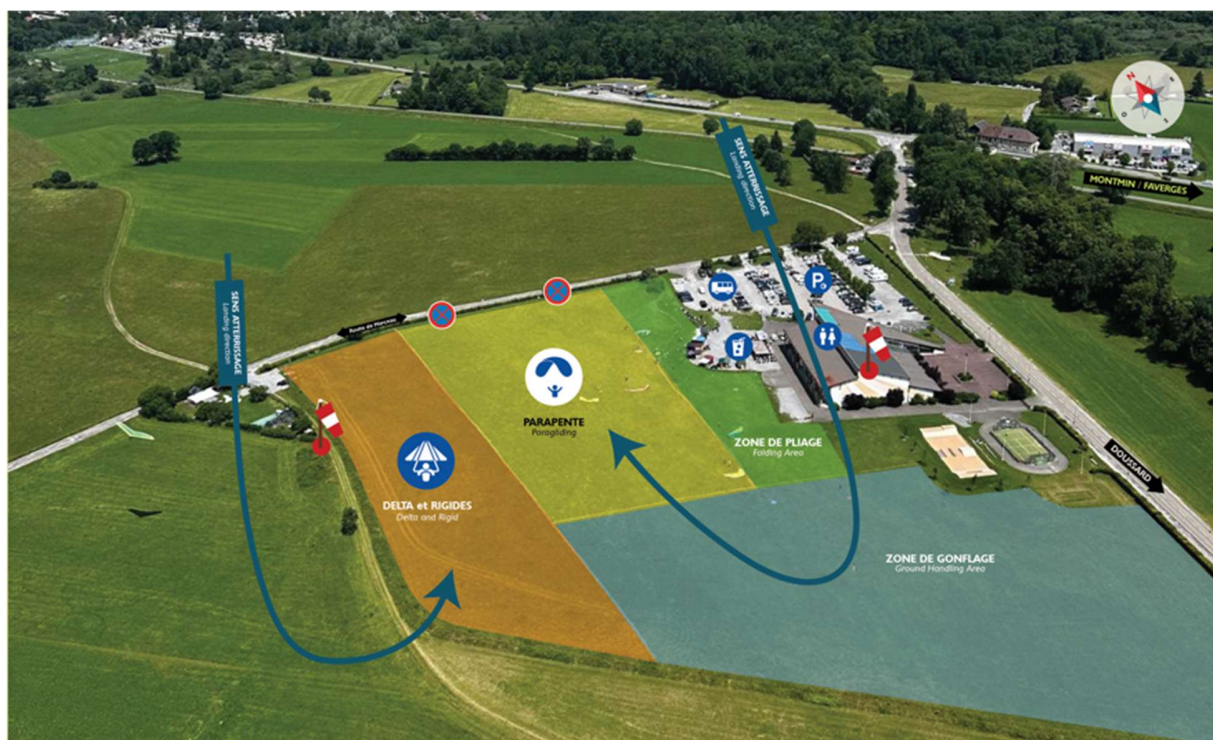 N
E
O
S
MONTMIN / FAVERGES
SENS ATTERRISSAGE
Landing direction
SENS ATTERRISSAGE
Landing direction
P
PARAPENTE
Paragliding
ZONE DE PLIAGE
Folding Area
DELTA et RIGIDES
Delta and Rigid
DOUSSARD
ZONE DE GONFLAGE
Ground Handling Area